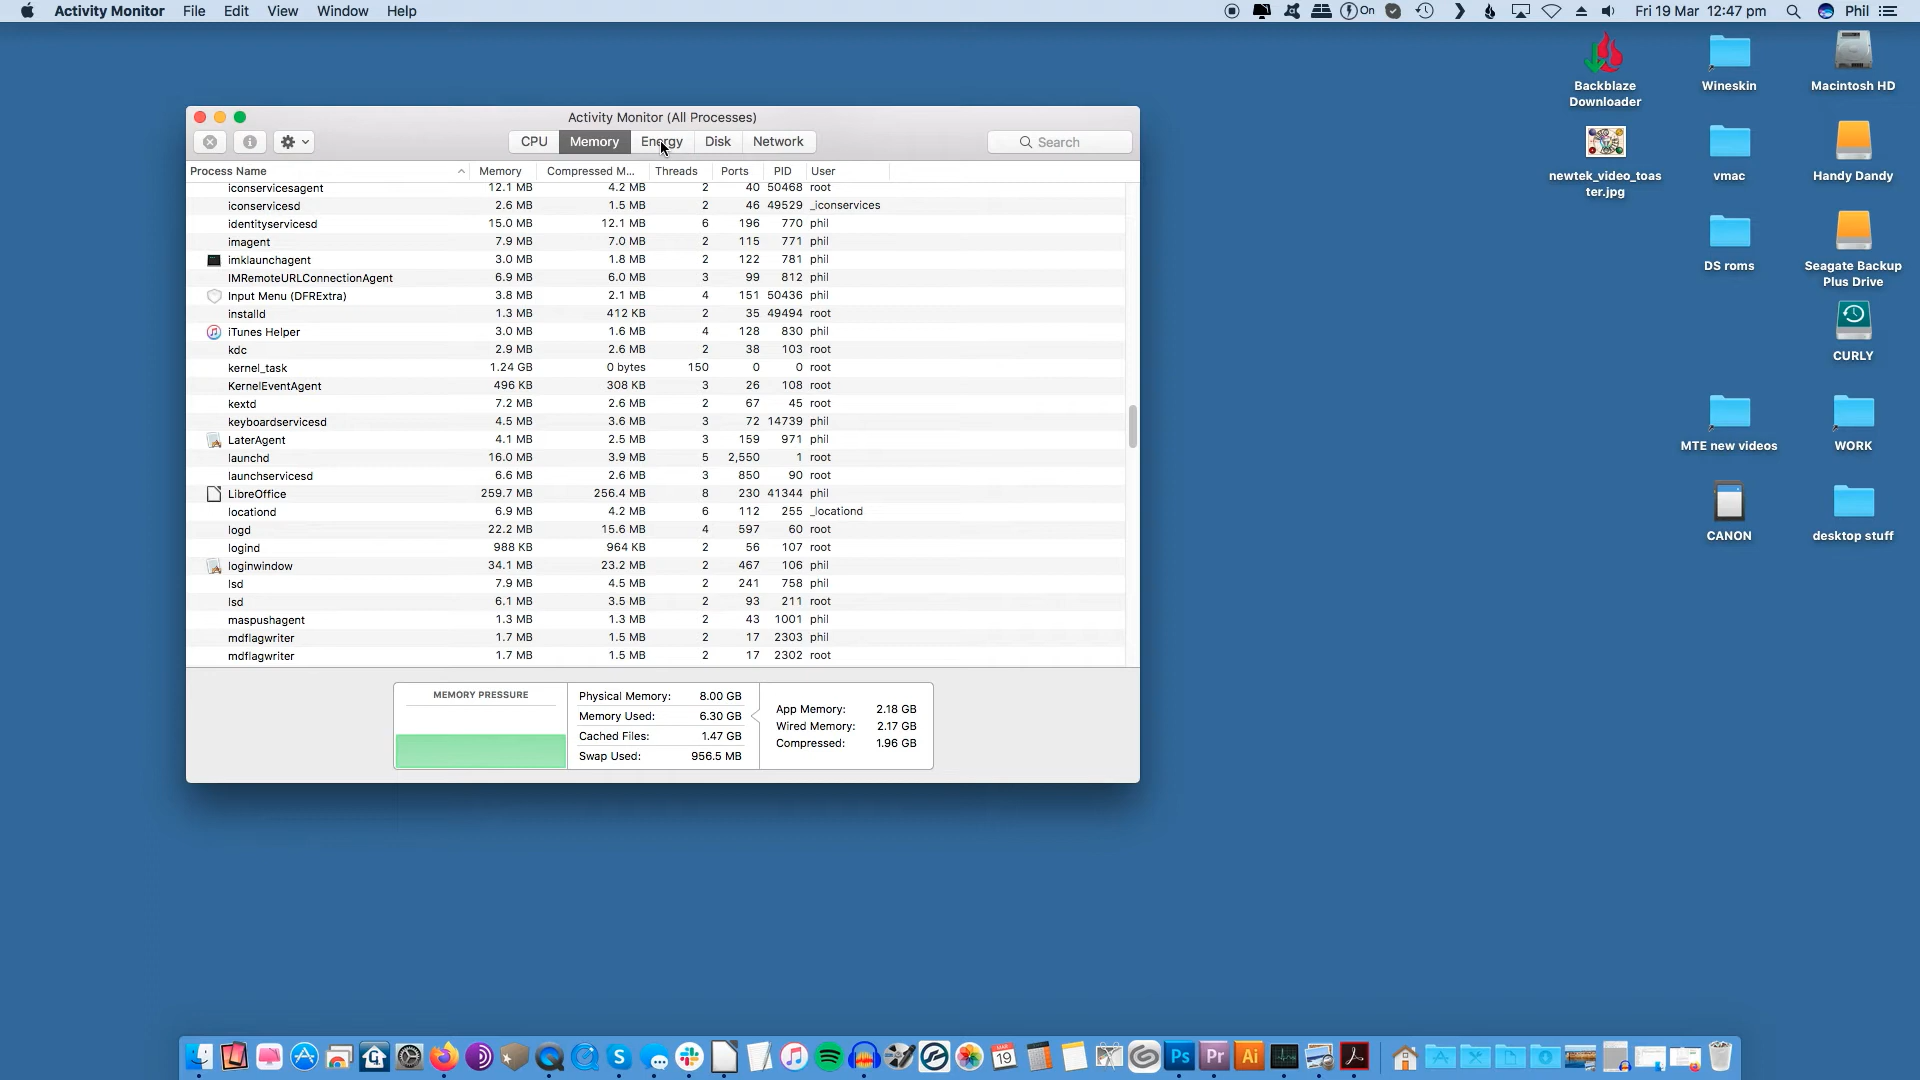 Activity Monitor File Edit View Window Help
On Fri 19 Mar 12:47 pm Phil
Activity Monitor (All Processes)
CPU Memory Energy Disk Network Search
Process Name Memory Compressed M... Threads Ports PID User
iconservicesagent 12.1 MB 4.2 MB 2 40 50468 root
iconservicesd 2.6 MB 1.5 MB 2 46 49529 _iconservices
identityservicesd 15.0 MB 12.1 MB 6 196 770 phil
imagent 7.9 MB 7.0 MB 2 115 771 phil
imklaunchagent 3.0 MB 1.8 MB 2 122 781 phil
IMRemoteURLConnectionAgent 6.9 MB 6.0 MB 3 99 812 phil
Input Menu (DFRExtra) 3.8 MB 2.1 MB 4 151 50436 phil
installd 1.3 MB 412 KB 2 35 49494 root
iTunes Helper 3.0 MB 1.6 MB 4 128 830 phil
kdc 2.9 MB 2.6 MB 2 38 103 root
kernel_task 1.24 GB 0 bytes 150 0 0 root
KernelEventAgent 496 KB 308 KB 3 26 108 root
kextd 7.2 MB 2.6 MB 2 67 45 root
keyboardservicesd 4.5 MB 3.6 MB 3 72 14739 phil
LaterAgent 4.1 MB 2.5 MB 3 159 971 phil
launchd 16.0 MB 3.9 MB 5 2,550 1 root
launchservicesd 6.6 MB 2.6 MB 3 850 90 root
LibreOffice 259.7 MB 256.4 MB 8 230 41344 phil
locationd 6.9 MB 4.2 MB 6 112 255 _locationd
logd 22.2 MB 15.6 MB 4 597 60 root
logind 988 KB 964 KB 2 56 107 root
loginwindow 34.1 MB 23.2 MB 2 467 106 phil
lsd 7.9 MB 4.5 MB 2 241 758 phil
lsd 6.1 MB 3.5 MB 2 93 211 root
maspushagent 1.3 MB 1.3 MB 2 43 1001 phil
mdflagwriter 1.7 MB 1.5 MB 2 17 2303 phil
mdflagwriter 1.7 MB 1.5 MB 2 17 2302 root
MEMORY PRESSURE
Physical Memory: 8.00 GB
Memory Used: 6.30 GB
Cached Files: 1.47 GB
Swap Used: 956.5 MB
App Memory: 2.18 GB
Wired Memory: 2.17 GB
Compressed: 1.96 GB
Backblaze
Downloader
Wineskin
Macintosh HD
newtek_video_toas
ter.jpg
vmac
Handy Dandy
DS roms
Seagate Backup
Plus Drive
CURLY
MTE new videos
WORK
CANON
desktop stuff
MAR
19
Ps Pr Ai